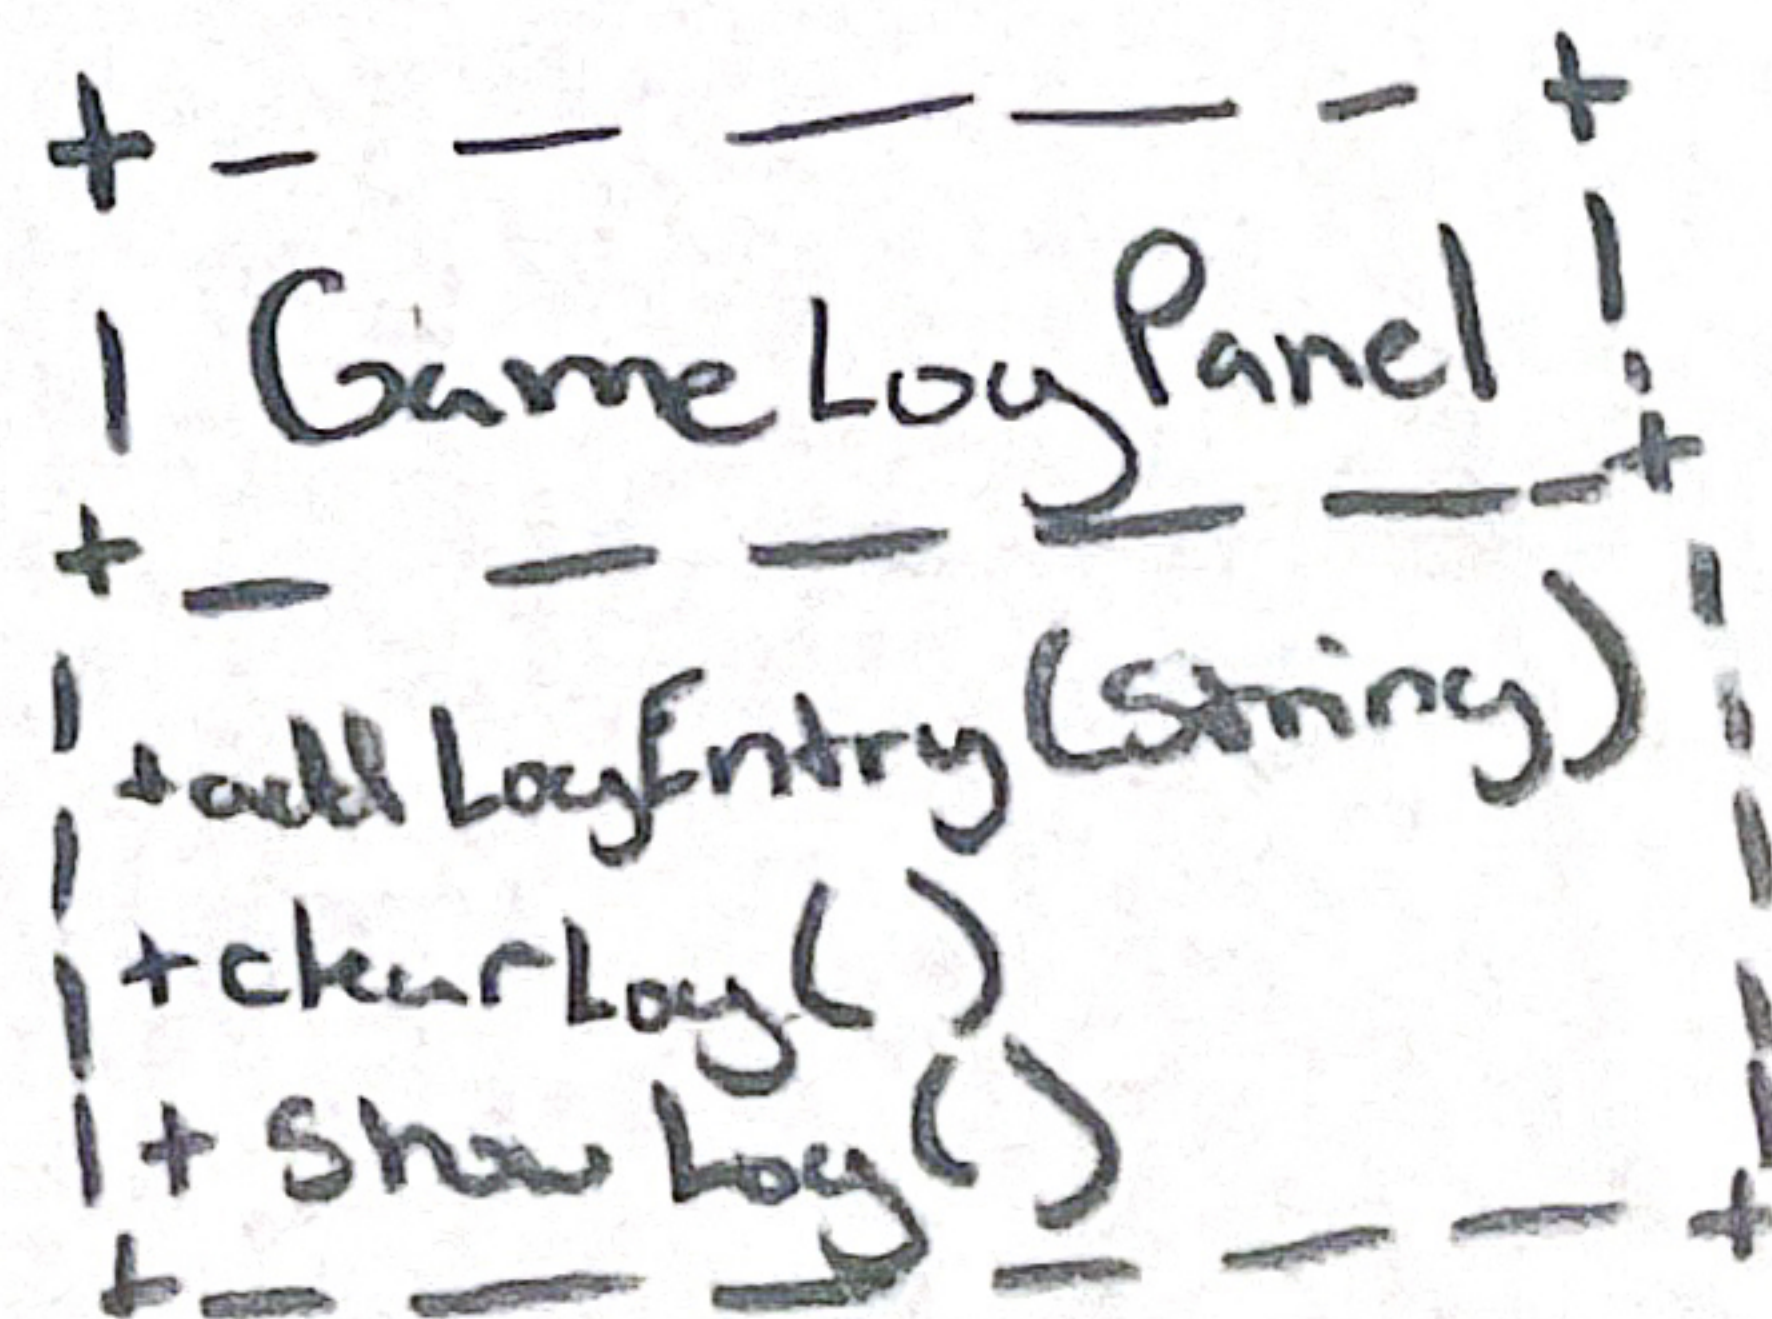 + - - - - - +
| GameLogPanel |
+ - - - - - +
| +addLogEntry(string) |
| +clearLog() |
| + ShowLog() |
+ - - - - - - +